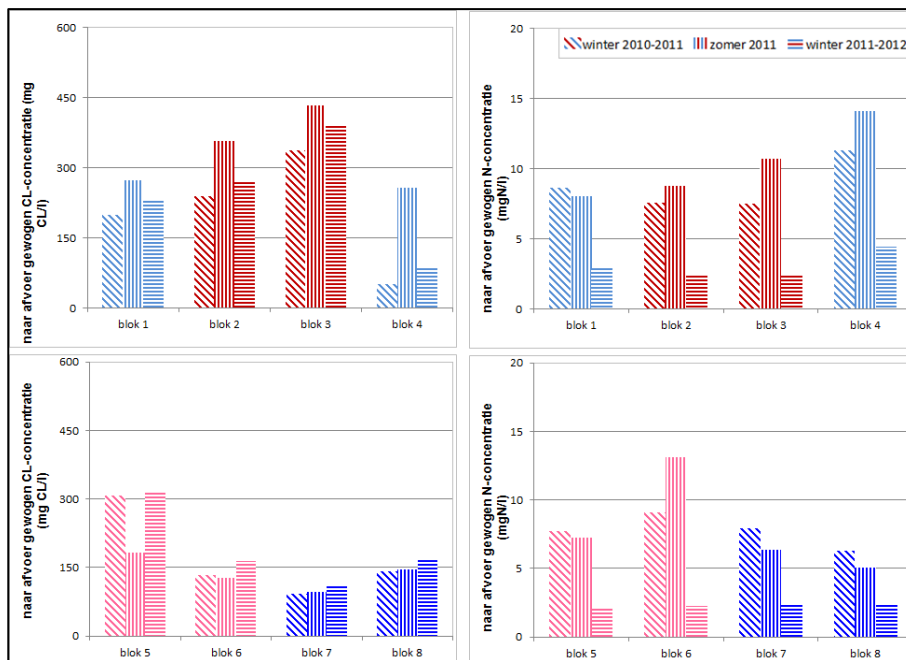 naar afvoer gewogen CL-concentratie (mg
CL/l)
600
450
300
150
0
blok 1 blok 2 blok 3 blok 4
naar afvoer gewogen N-concentratie
(mgN/l)
20
15
10
5
0
winter 2010-2011 zomer 2011 winter 2011-2012
blok 1 blok 2 blok 3 blok 4
naar afvoer gewogen CL-concentratie
(mg CL/l)
600
450
300
150
0
blok 5 blok 6 blok 7 blok 8
naar afvoer gewogen N-concentratie
(mgN/l)
20
15
10
5
0
blok 5 blok 6 blok 7 blok 8